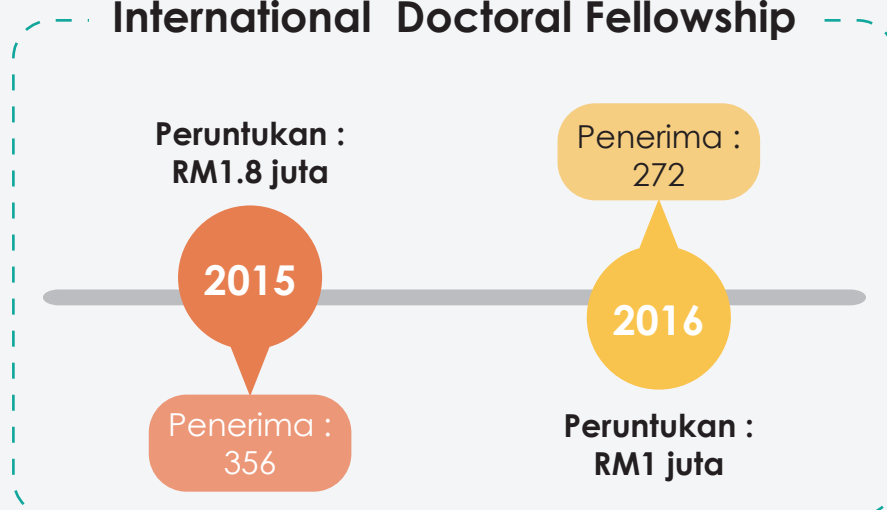 International Doctoral Fellowship
Peruntukan :
RM1.8 juta
2015
Penerima :
356
Penerima :
272
2016
Peruntukan :
RM1 juta